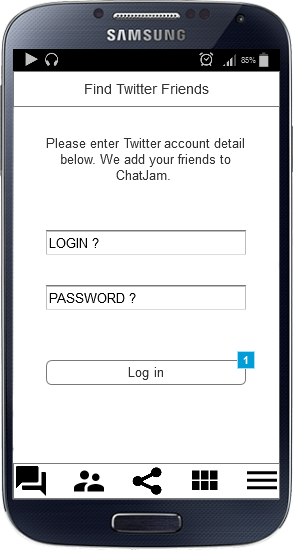 SAMSUNG
85%
Find Twitter Friends
Please enter Twitter account detail
below. We add your friends to
ChatJam.
LOGIN ?
PASSWORD ?
1
Log in